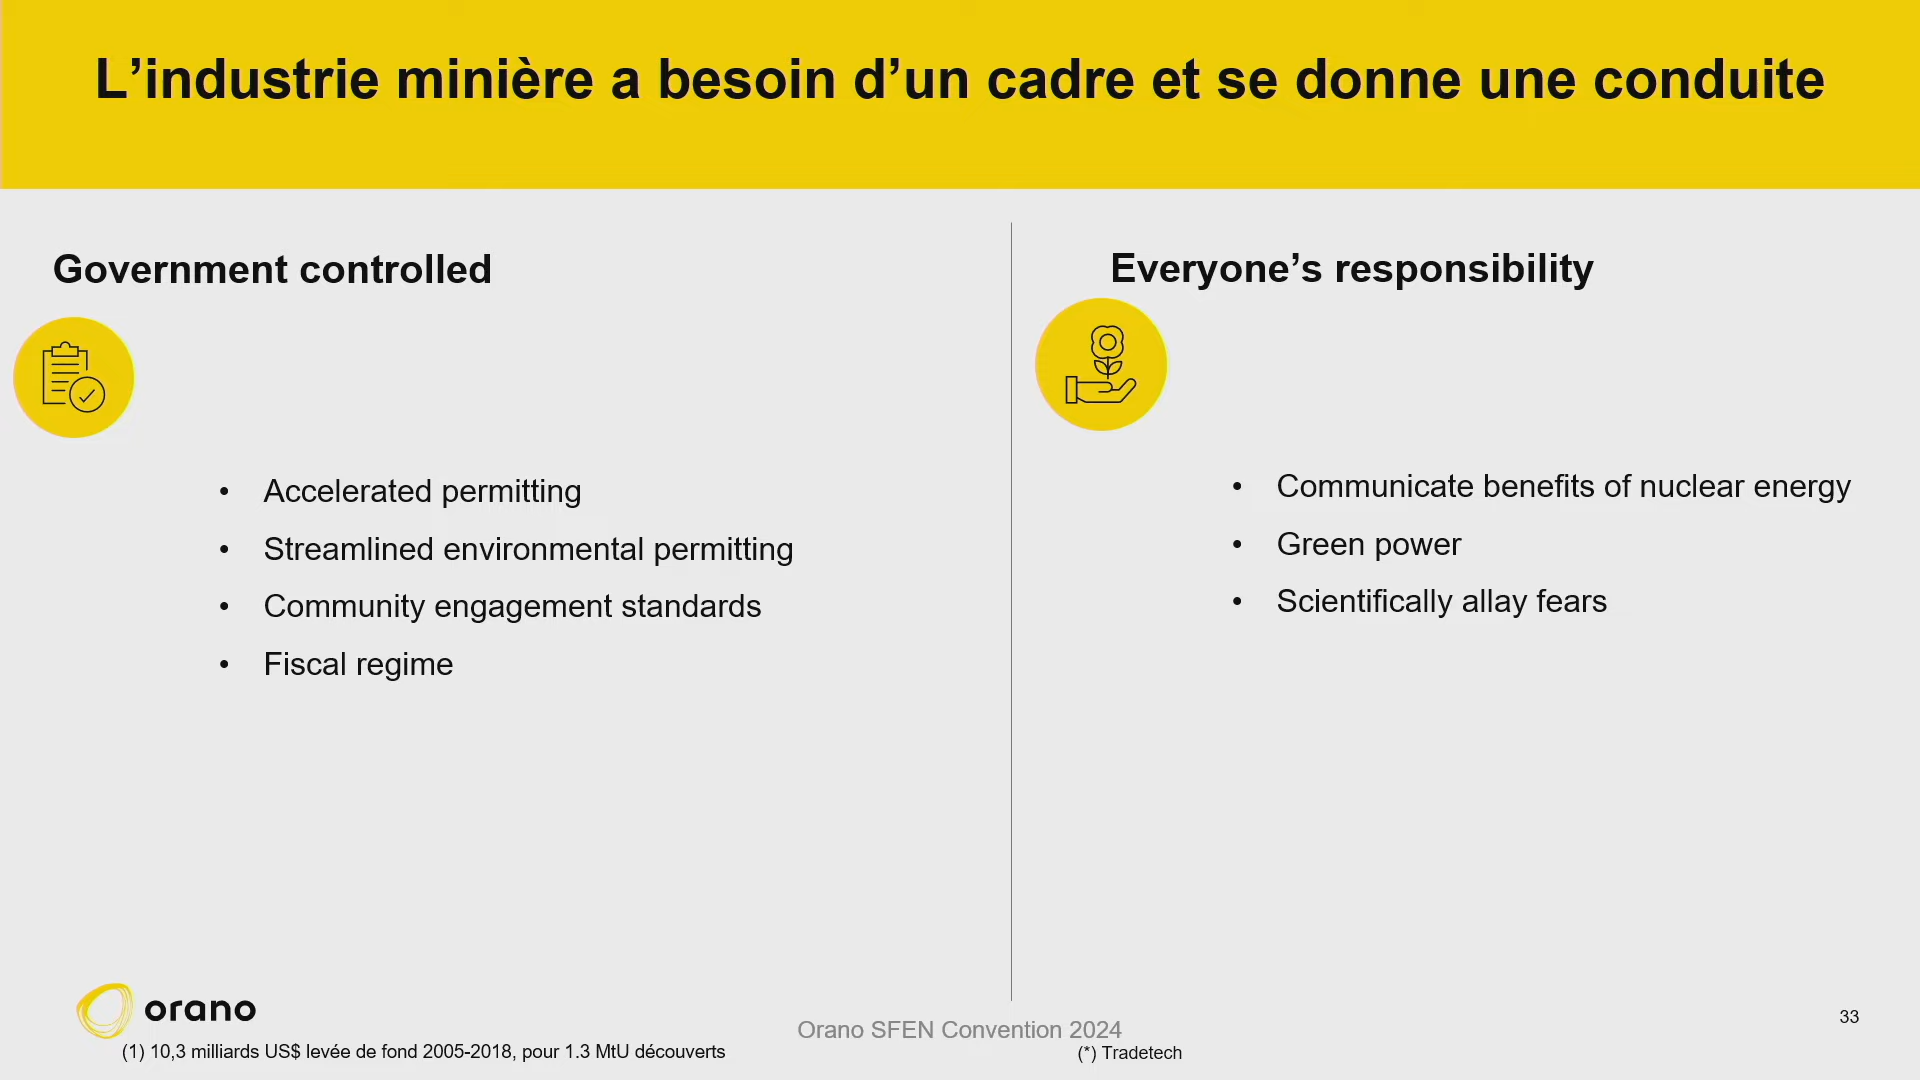 L’industrie minière a besoin d’un cadre et se donne une conduite
Government controlled
• Accelerated permitting
• Streamlined environmental permitting
• Community engagement standards
• Fiscal regime
Everyone’s responsibility
• Communicate benefits of nuclear energy
• Green power
• Scientifically allay fears
orano
Orano SFEN Convention 2024
33
(1) 10,3 milliards US$ levée de fond 2005-2018, pour 1.3 MtU découverts
(*) Tradetech